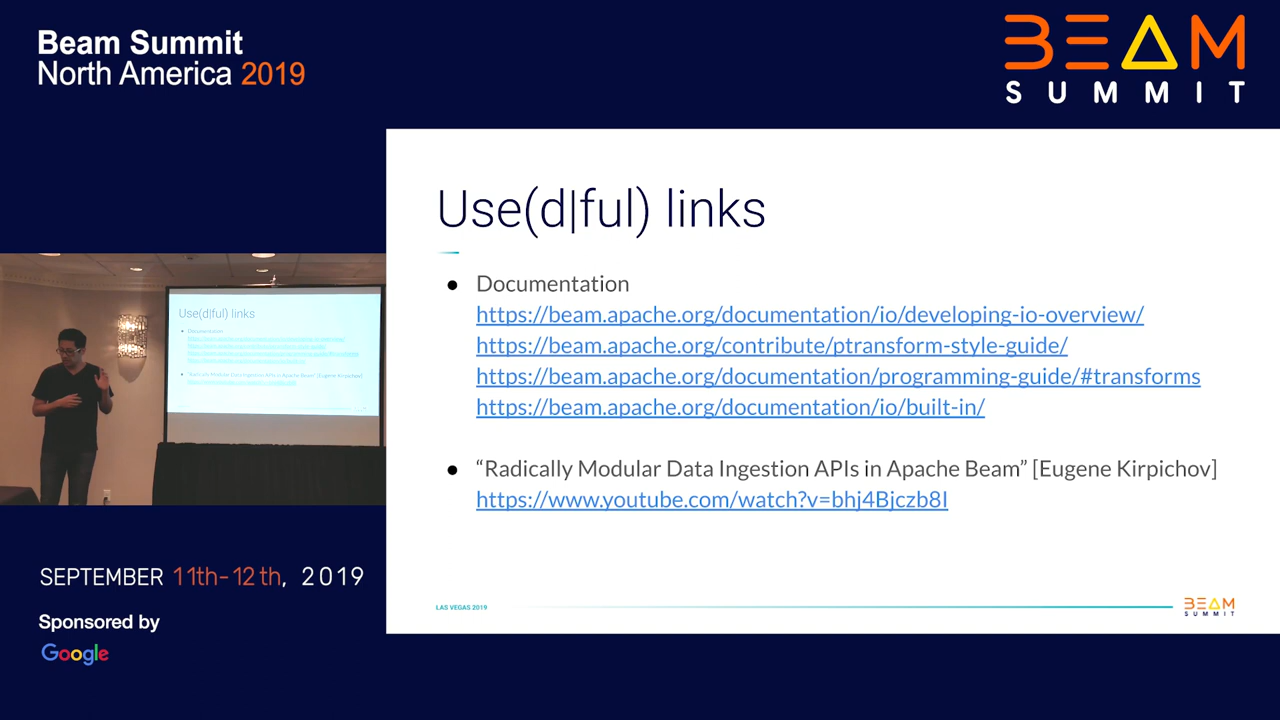 Beam Summit
North America 2019
BEAM
SUMMIT
Use(d|ful) links
Use(d|ful) links
• Documentation
https://beam.apache.org/documentation/io/developing-io-overview/
https://beam.apache.org/contribute/ptransform-style-guide/
https://beam.apache.org/documentation/programming-guide/#transforms
https://beam.apache.org/documentation/io/built-in/
• “Radically Modular Data Ingestion APIs in Apache Beam” [Eugene Kirpichov]
https://www.youtube.com/watch?v=bhj4Bjczb8I
LAS VEGAS 2019
BEAM
SUMMIT
SEPTEMBER 11th-12th, 2019
Sponsored by
Google